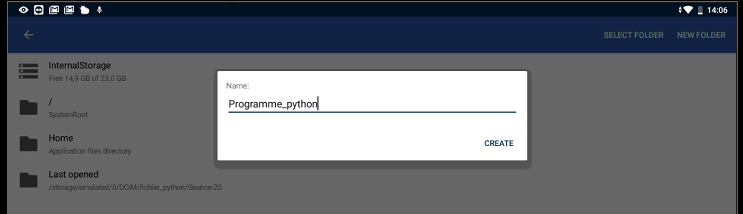 14:06
SELECT FOLDER NEW FOLDER
InternalStorage
Free 14,9 GB of 23,0 GB
/
SystemRoot
Home
Application files directory
Last opened
/storage/emulated/0/DCIM/fichier_python/Seance 20
Name:
Programme_python
CREATE